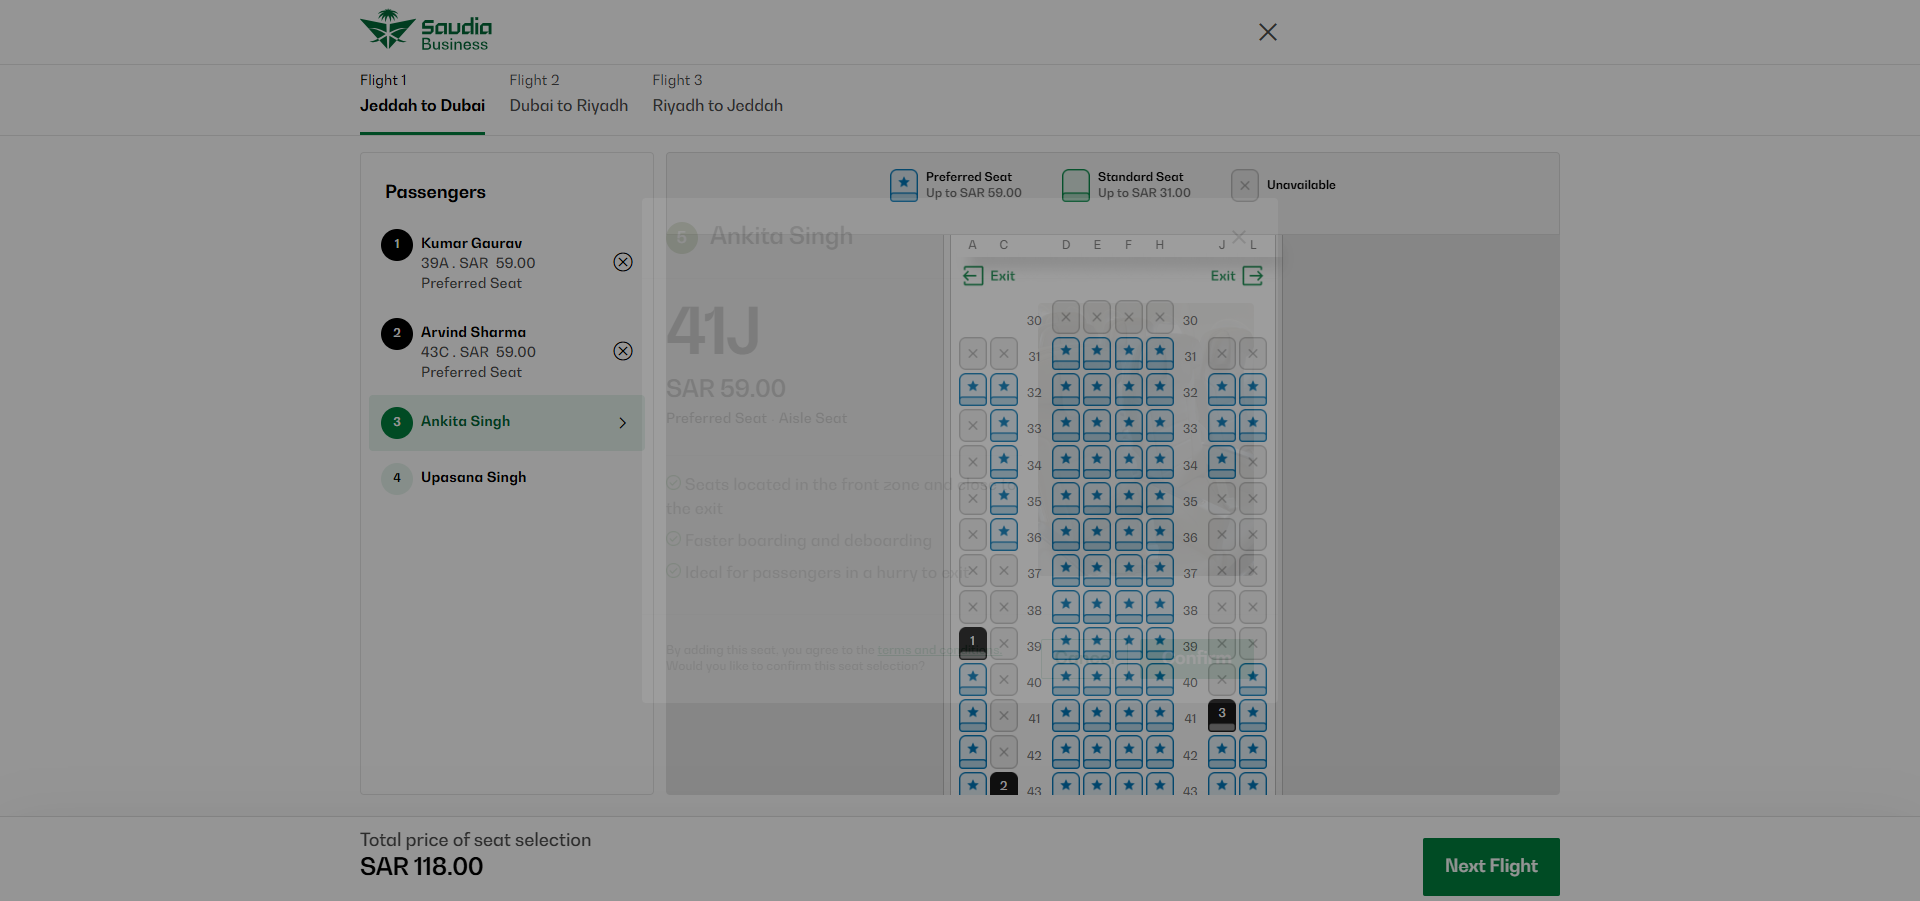 Saudia
Business
Flight 1
Jeddah to Dubai
Flight 2
Dubai to Riyadh
Flight 3
Riyadh to Jeddah
Passengers
1
Kumar Gaurav
39A . SAR 59.00
Preferred Seat
2
Arvind Sharma
43C . SAR 59.00
Preferred Seat
3
Ankita Singh
4
Upasana Singh
Preferred Seat
Up to SAR 59.00
Standard Seat
Up to SAR 31.00
Unavailable
5 Ankita Singh
41J
SAR 59.00
Preferred Seat - Aisle Seat
Seats located in the front zone and close to
the exit
Faster boarding and deboarding
Ideal for passengers in a hurry to exit
By adding this seat, you agree to the terms and conditions.
Would you like to confirm this seat selection?
Cancel Confirm
A C D E F H J L
Exit Exit
30 30
31 31
32 32
33 33
34 34
35 35
36 36
37 37
38 38
1 39 39
40 40
41 41 3
42 42
2 43 43
Total price of seat selection
SAR 118.00
Next Flight